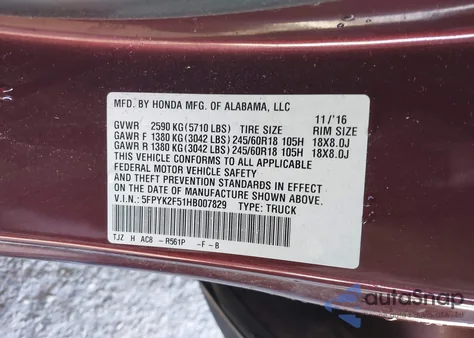 MFD. BY HONDA MFG. OF ALABAMA, LLC 11/'16
GVWR 2590 KG (5710 LBS) TIRE SIZE RIM SIZE
GAWR F 1380 KG (3042 LBS) 245/60R18 105H 18X8.0J
GAWR R 1380 KG (3042 LBS) 245/60R18 105H 18X8.0J
THIS VEHICLE CONFORMS TO ALL APPLICABLE
FEDERAL MOTOR VEHICLE SAFETY
AND THEFT PREVENTION STANDARDS IN EFFECT
ON THE DATE OF MANUFACTURE SHOWN ABOVE.
V.I.N.: 5FPYK2F51HB007829 TYPE: TRUCK
TJZ H AC8 - R561P -F-B
autoSnap